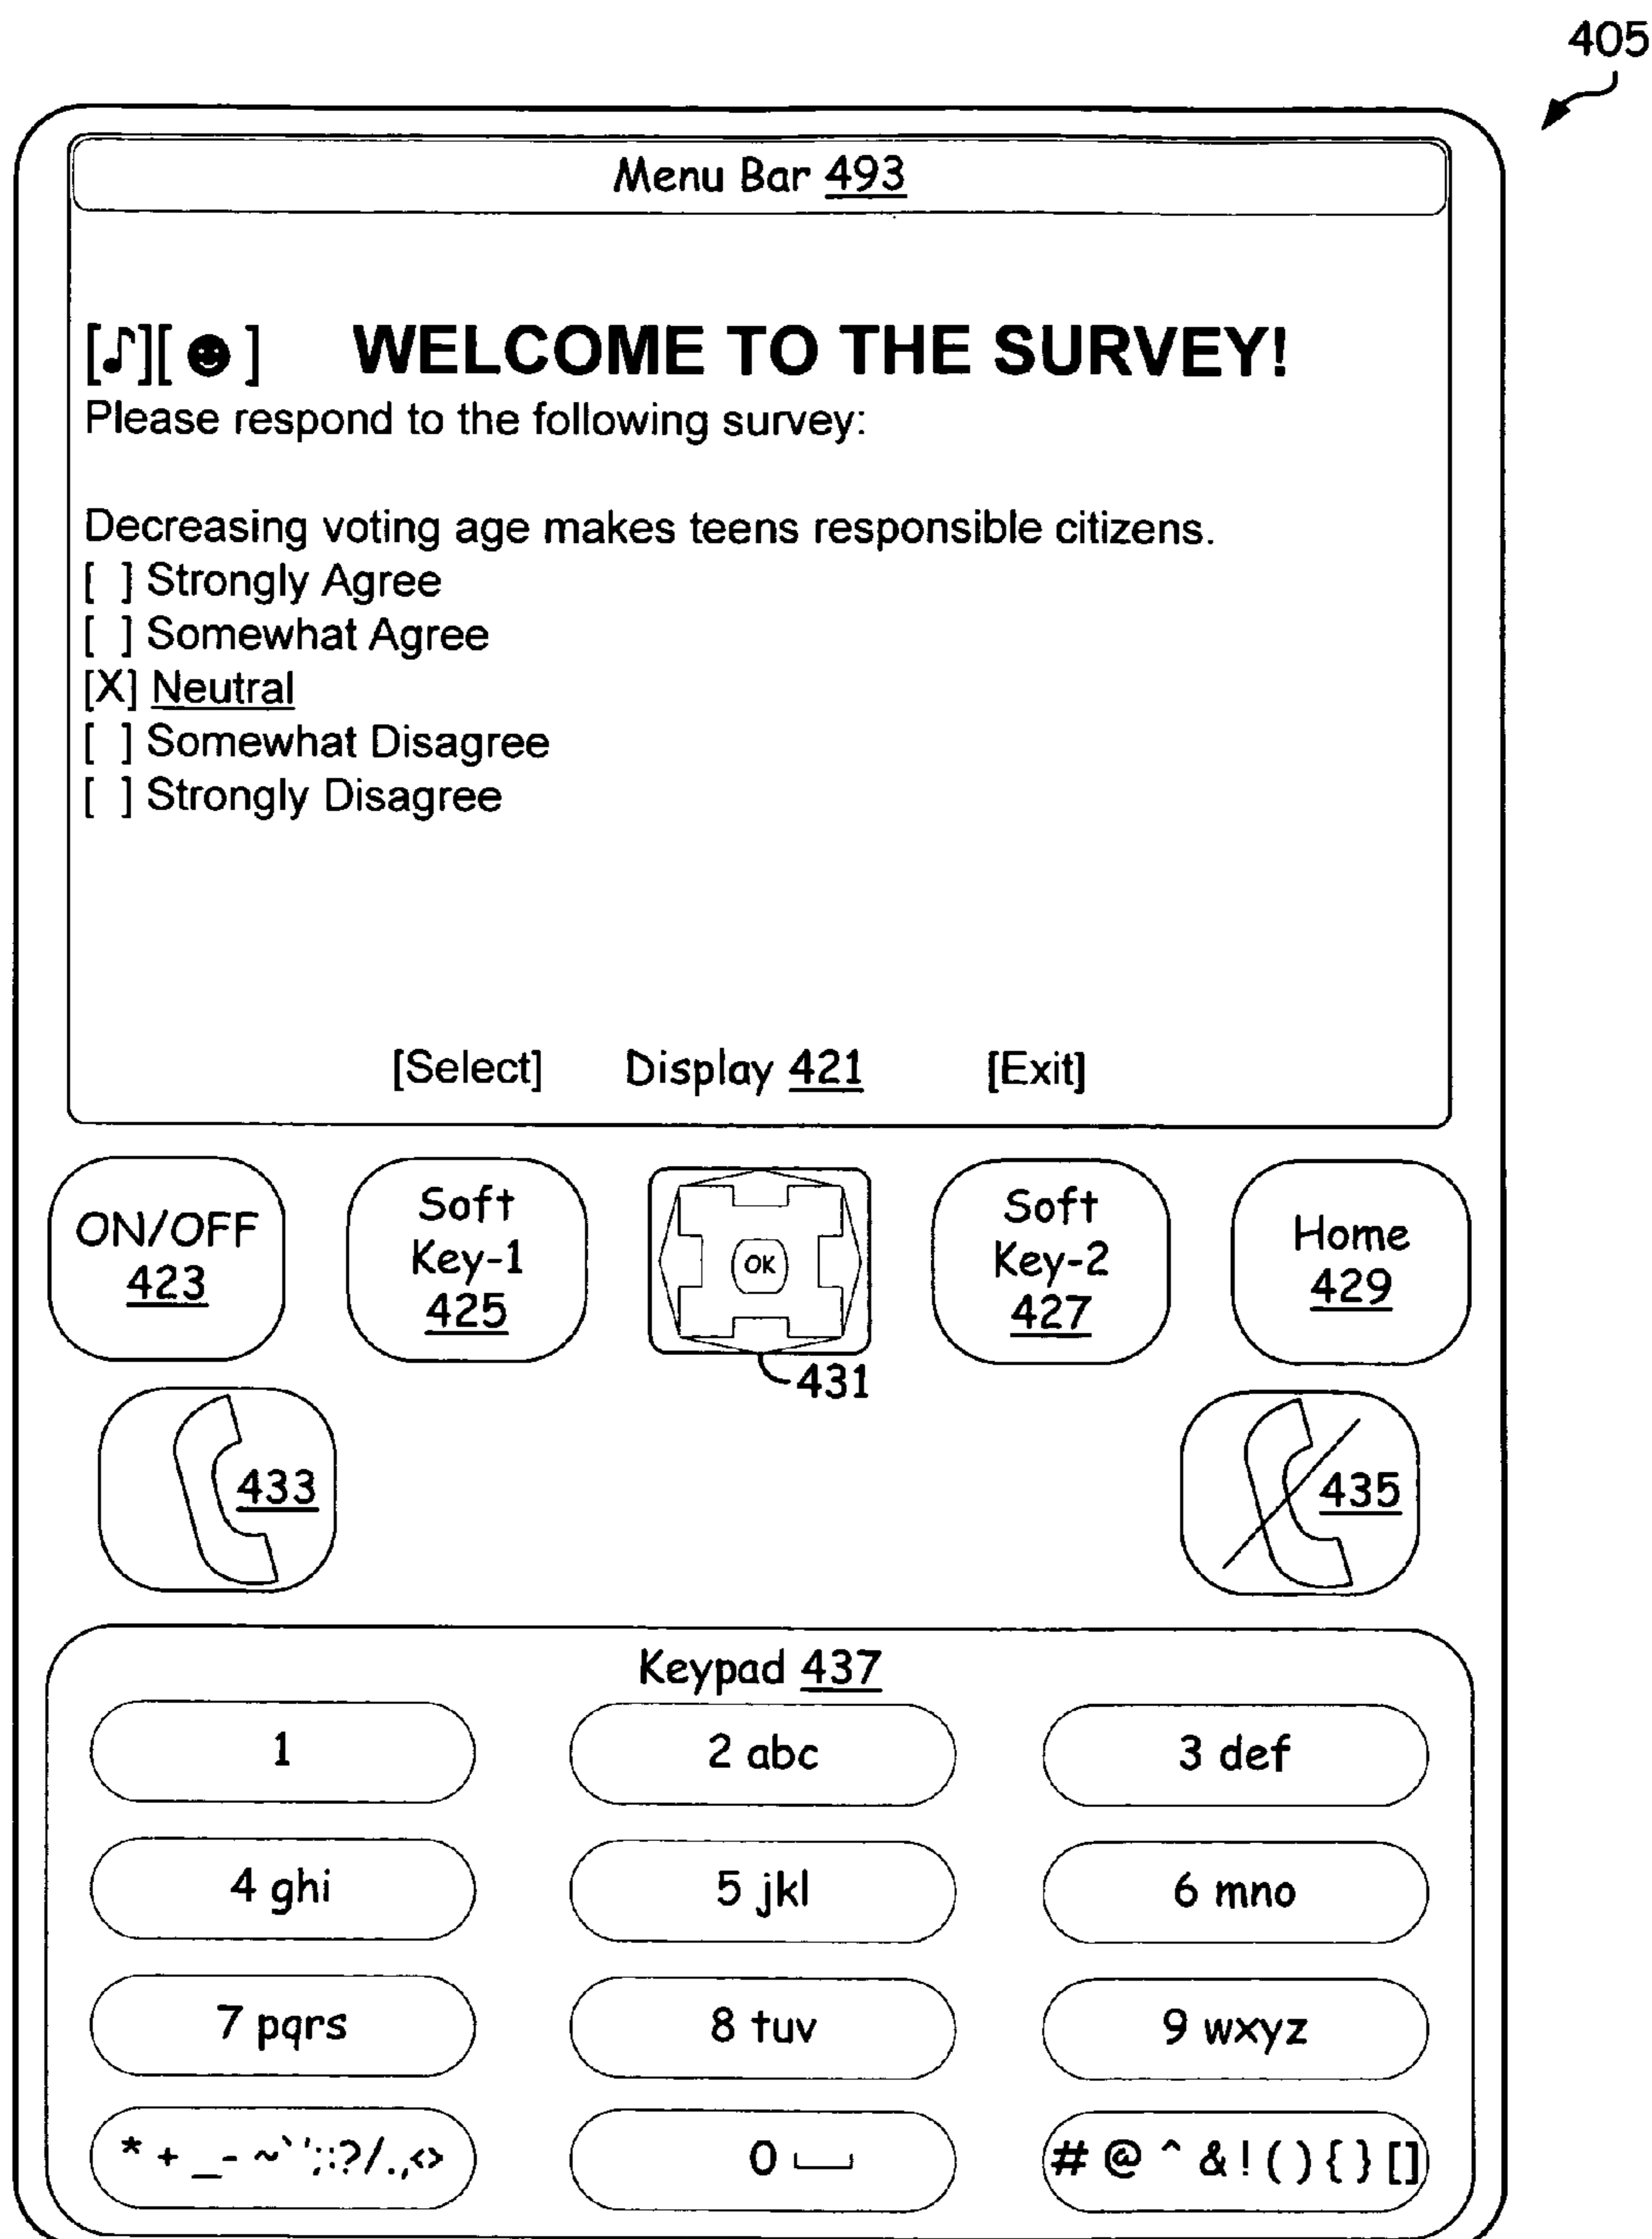 405
Menu Bar 493
[♪][☻] WELCOME TO THE SURVEY!
Please respond to the following survey:
Decreasing voting age makes teens responsible citizens.
[ ] Strongly Agree
[ ] Somewhat Agree
[X] Neutral
[ ] Somewhat Disagree
[ ] Strongly Disagree
[Select] Display 421 [Exit]
ON/OFF
423
Soft
Key-1
425
OK
431
Soft
Key-2
427
Home
429
433
435
Keypad 437
1
2 abc
3 def
4 ghi
5 jkl
6 mno
7 pqrs
8 tuv
9 wxyz
* + _- ~`';:?/.,<>
0 ⎵
# @ ^ & ! ( ) { } []